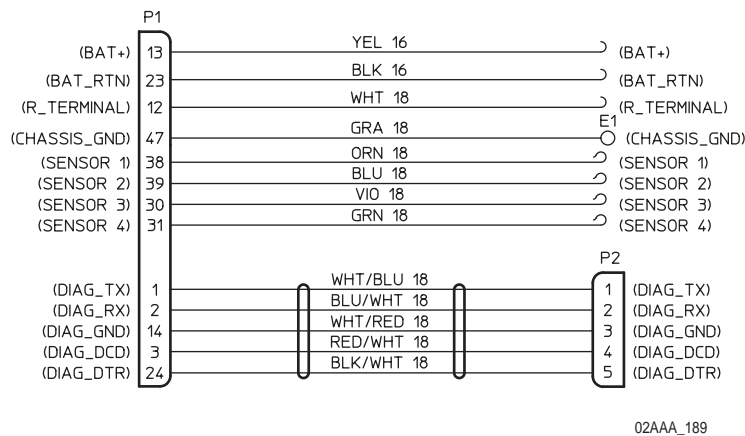 P1
(BAT+) 13 YEL 16 (BAT+)
(BAT_RTN) 23 BLK 16 (BAT_RTN)
(R_TERMINAL) 12 WHT 18 (R_TERMINAL)
E1
(CHASSIS_GND) 47 GRA 18 (CHASSIS_GND)
(SENSOR 1) 38 ORN 18 (SENSOR 1)
(SENSOR 2) 39 BLU 18 (SENSOR 2)
(SENSOR 3) 30 VIO 18 (SENSOR 3)
(SENSOR 4) 31 GRN 18 (SENSOR 4)
P2
(DIAG_TX) 1 WHT/BLU 18 1 (DIAG_TX)
(DIAG_RX) 2 BLU/WHT 18 2 (DIAG_RX)
(DIAG_GND) 14 WHT/RED 18 3 (DIAG_GND)
(DIAG_DCD) 3 RED/WHT 18 4 (DIAG_DCD)
(DIAG_DTR) 24 BLK/WHT 18 5 (DIAG_DTR)
02AAA_189